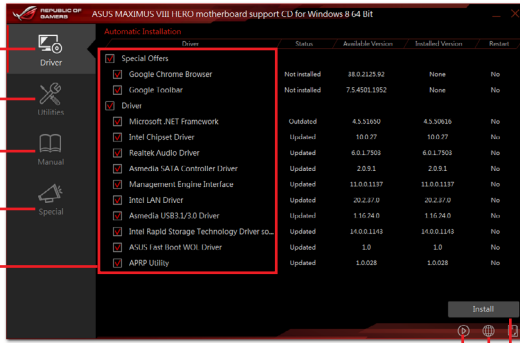 REPUBLIC OF GAMERS
ASUS MAXIMUS VIII HERO motherboard support CD for Windows 8 64 Bit
Automatic Installation
Driver Status Available Version Installed Version Restart
Special Offers
Google Chrome Browser Not installed 38.0.2125.92 None No
Google Toolbar Not installed 7.5.4501.1952 None No
Driver
Microsoft .NET Framework Outdated 4.5.51650 4.5.50616 No
Intel Chipset Driver Updated 10.0.27 10.0.27 No
Realtek Audio Driver Updated 6.0.1.7503 6.0.1.7503 No
Asmedia SATA Controller Driver Updated 2.0.9.1 2.0.9.1 No
Management Engine Interface Updated 11.0.0.1137 11.0.0.1137 No
Intel LAN Driver Updated 20.2.37.0 20.2.37.0 No
Asmedia USB3.1/3.0 Driver Updated 1.16.24.0 1.16.24.0 No
Intel Rapid Storage Technology Driver so... Updated 14.0.0.1143 14.0.0.1143 No
ASUS Fast Boot WOL Driver Updated 1.0 1.0 No
APRP Utility Updated 1.0.028 1.0.028 No
Driver
Utilities
Manual
Special
Install